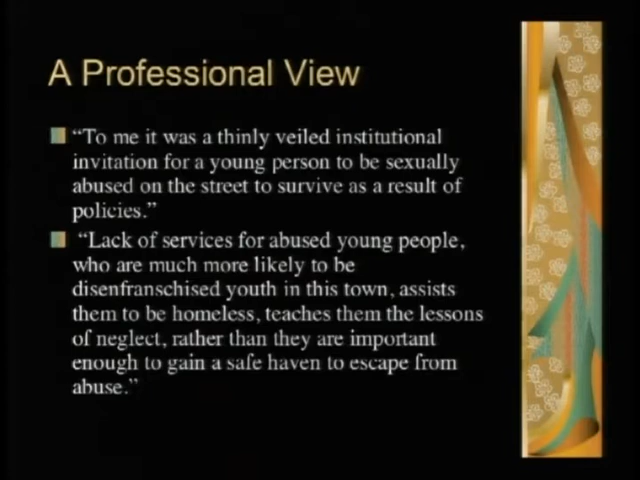 A Professional View
“To me it was a thinly veiled institutional
invitation for a young person to be sexually
abused on the street to survive as a result of
policies.”
“Lack of services for abused young people,
who are much more likely to be
disenfranschised youth in this town, assists
them to be homeless, teaches them the lessons
of neglect, rather than they are important
enough to gain a safe haven to escape from
abuse.”